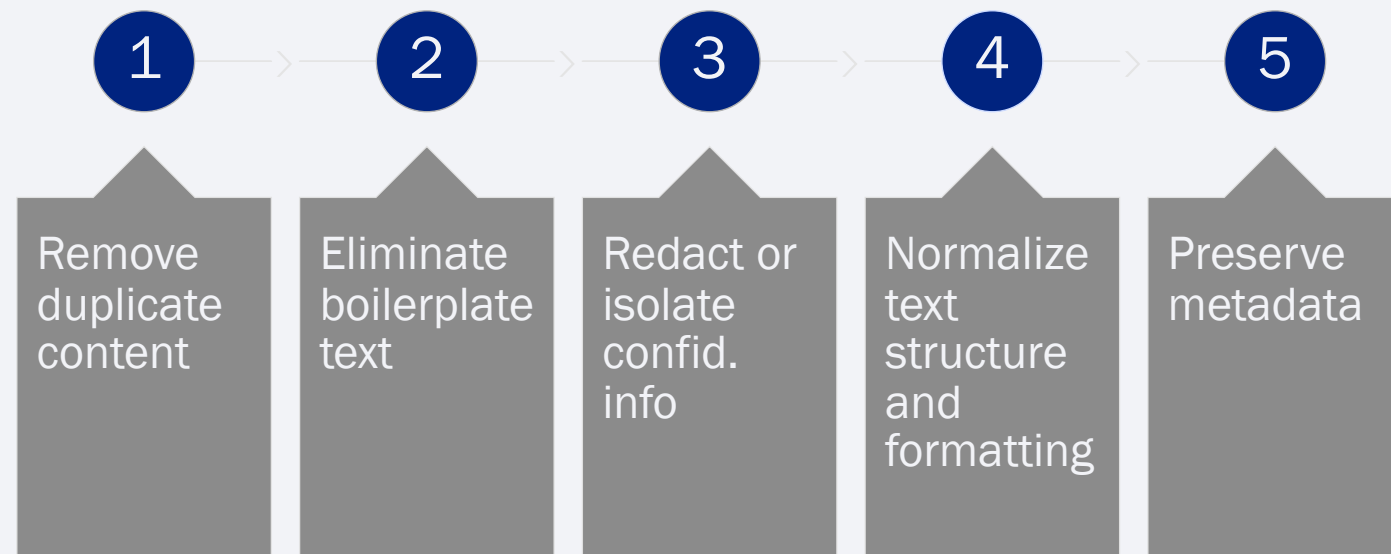 1
2
3
4
5
Remove
duplicate
content
Eliminate
boilerplate
text
Redact or
isolate
confid.
info
Normalize
text
structure
and
formatting
Preserve
metadata